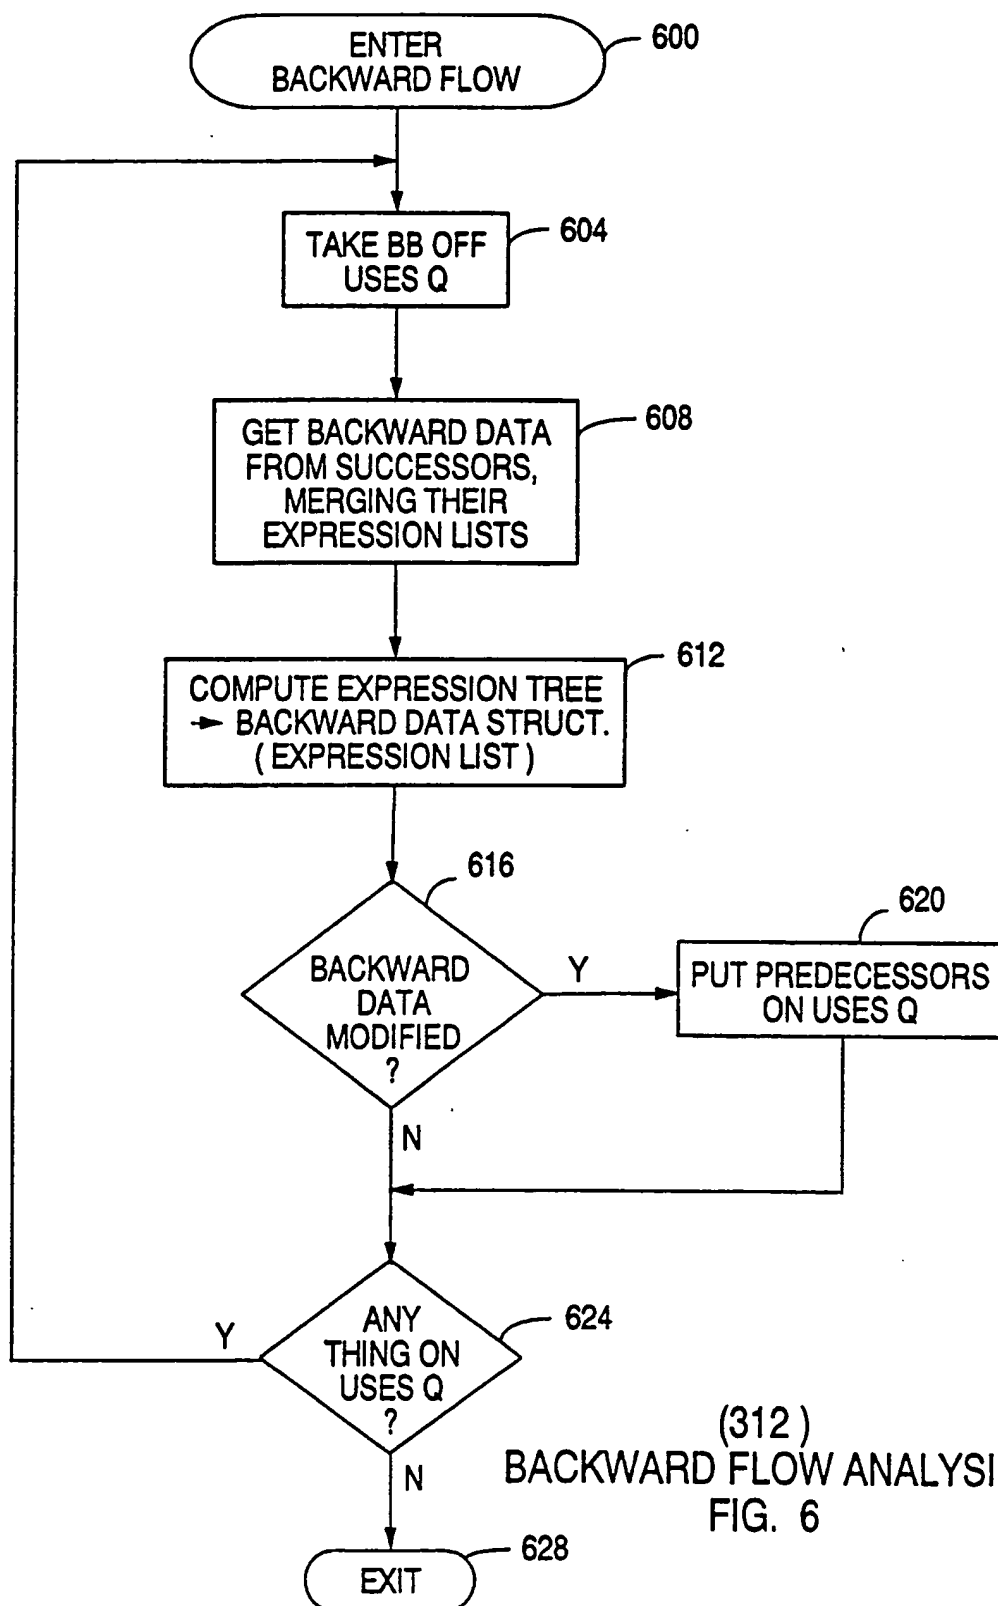 ENTER
BACKWARD FLOW
600
TAKE BB OFF
USES Q
604
GET BACKWARD DATA
FROM SUCCESSORS,
MERGING THEIR
EXPRESSION LISTS
608
COMPUTE EXPRESSION TREE
→ BACKWARD DATA STRUCT.
( EXPRESSION LIST )
612
BACKWARD
DATA
MODIFIED
?
616
Y
N
PUT PREDECESSORS
ON USES Q
620
ANY
THING ON
USES Q
?
624
Y
N
EXIT
628
(312 )
BACKWARD FLOW ANALYSI
FIG. 6